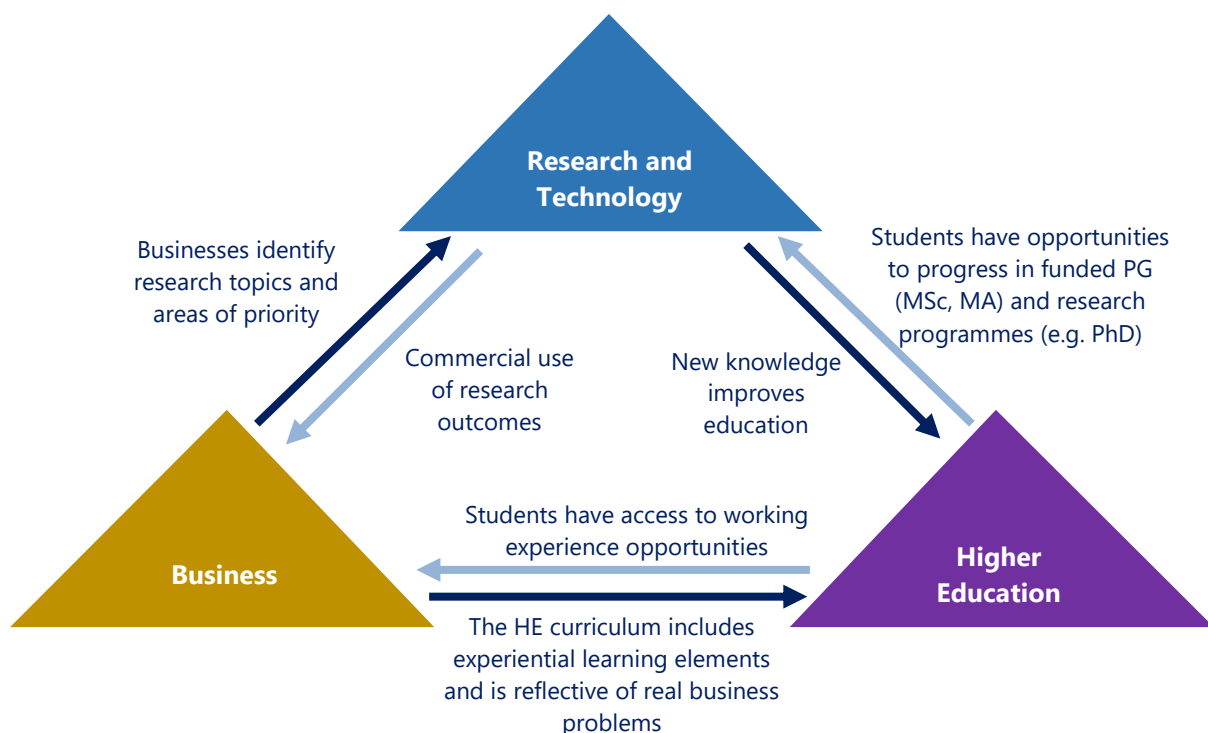 Research and
Technology
Businesses identify
research topics and
areas of priority
Students have opportunities
to progress in funded PG
(MSc, MA) and research
programmes (e.g. PhD)
Commercial use
of research
outcomes
New knowledge
improves
education
Students have access to working
experience opportunities
Business
Higher
Education
The HE curriculum includes
experiential learning elements
and is reflective of real business
problems